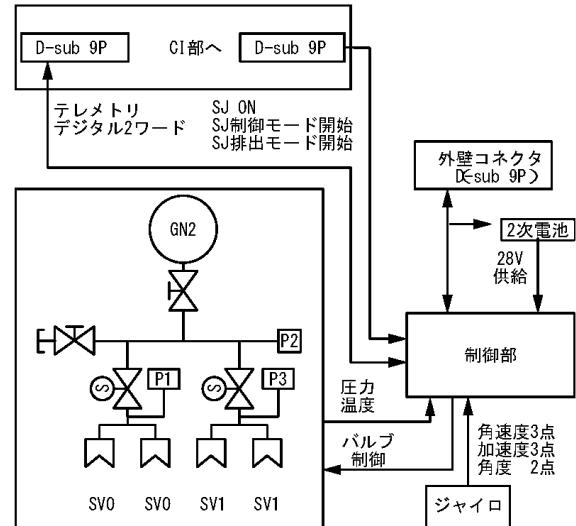 D-sub 9P
CI部へ
D-sub 9P
テレメトリ
デジタル2ワード
SJ ON
SJ制御モード開始
SJ排出モード開始
外壁コネクタ
(D-sub 9P)
2次電池
28V
供給
GN2
P2
P1
P3
S
S
制御部
圧力
温度
バルブ
制御
角速度3点
加速度3点
角度 2点
SV0
SV0
SV1
SV1
ジャイロ